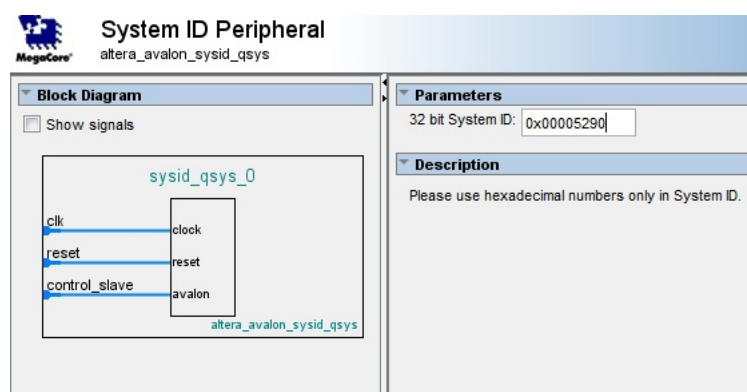 System ID Peripheral
MegaCore®
altera_avalon_sysid_qsys
Block Diagram
Show signals
sysid_qsys_0
clk
clock
reset
reset
control_slave
avalon
altera_avalon_sysid_qsys
Parameters
32 bit System ID: 0x00005290
Description
Please use hexadecimal numbers only in System ID.